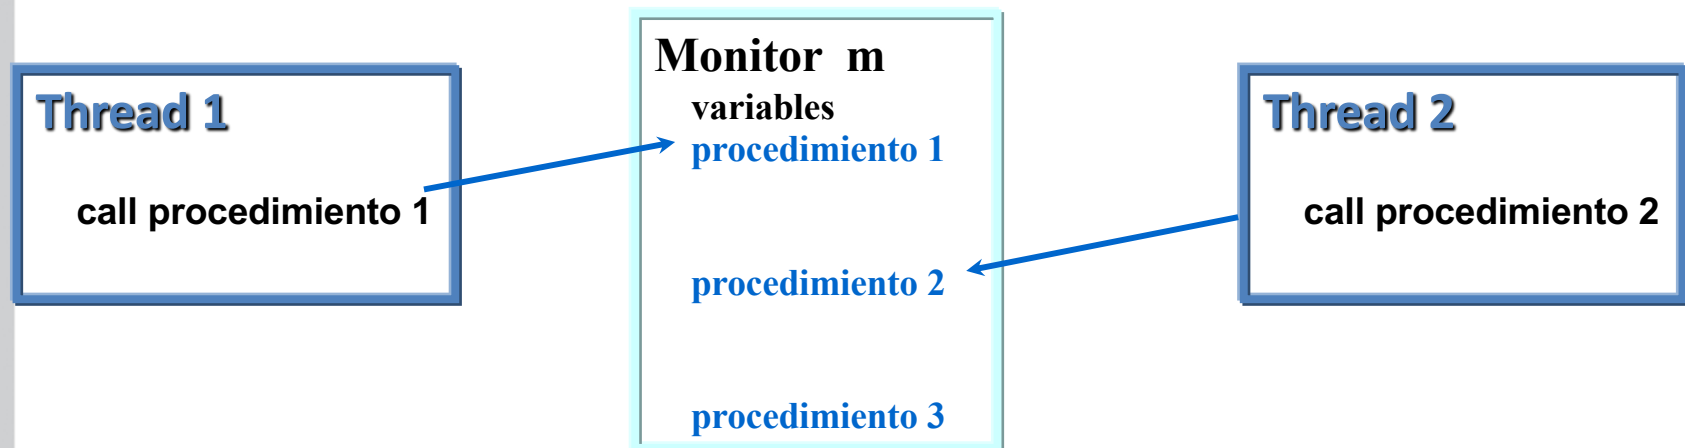 Thread 1
call procedimiento 1
Monitor m
variables
procedimiento 1
procedimiento 2
procedimiento 3
Thread 2
call procedimiento 2